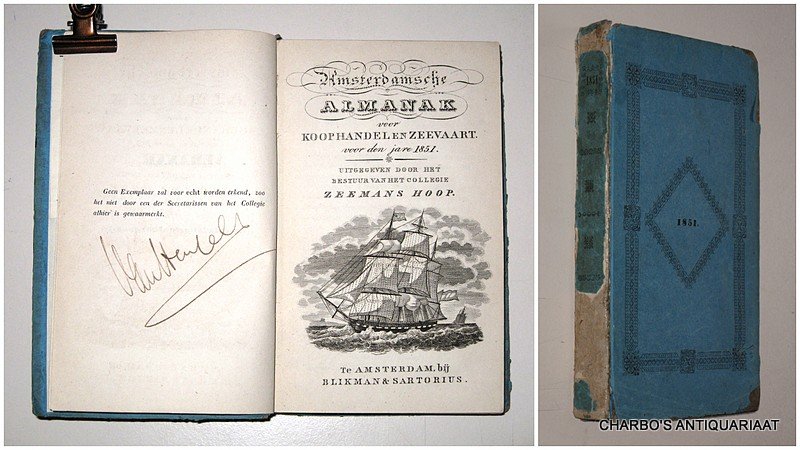 Geen Exemplaar zal voor echt worden erkend, zoo
het niet door een der Secretarissen van het Collegie
alhier is gewaarmerkt.
Amsterdamsche
ALMANAK
voor
KOOPHANDEL EN ZEEVAART.
voor den jare 1851.
UITGEGEVEN DOOR HET
BESTUUR VAN HET COLLEGIE
ZEEMANS HOOP.
Te AMSTERDAM, bij
BLIKMAN & SARTORIUS.
1851
1851.
CHARBO'S ANTIQUARIAAT